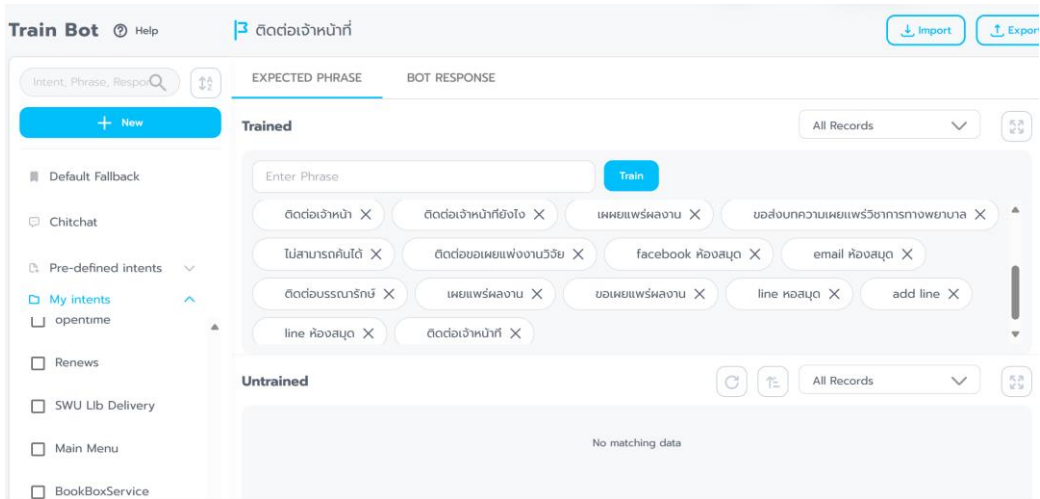 Train Bot Help ติดต่อเจ้าหน้าที่ Import Export
Intent, Phrase, Respon
EXPECTED PHRASE BOT RESPONSE
New
Trained All Records
Enter Phrase Train
Default Fallback
ติดต่อเจ้าหน้า ติดต่อเจ้าหน้าที่ยังไง เผผยแพร่ผลงาน ขอส่งบทความเผยแพร่วิชาการทางพยาบาล
Chitchat
ไม่สามารถค้นได้ ติดต่อขอเผยแพ่งงานวิจัย facebook ห้องสมุด email ห้องสมุด
Pre-defined intents
My intents
ติดต่อบรรณารักษ์ เผยแพร่ผลงาน ขอเผยแพร่ผลงาน line หอสมุด add line
opentime
line ห้องสมุด ติดต่อเจ้าหน้าที่
Renews
Untrained All Records
SWU LIb Delivery
Main Menu
No matching data
BookBoxService